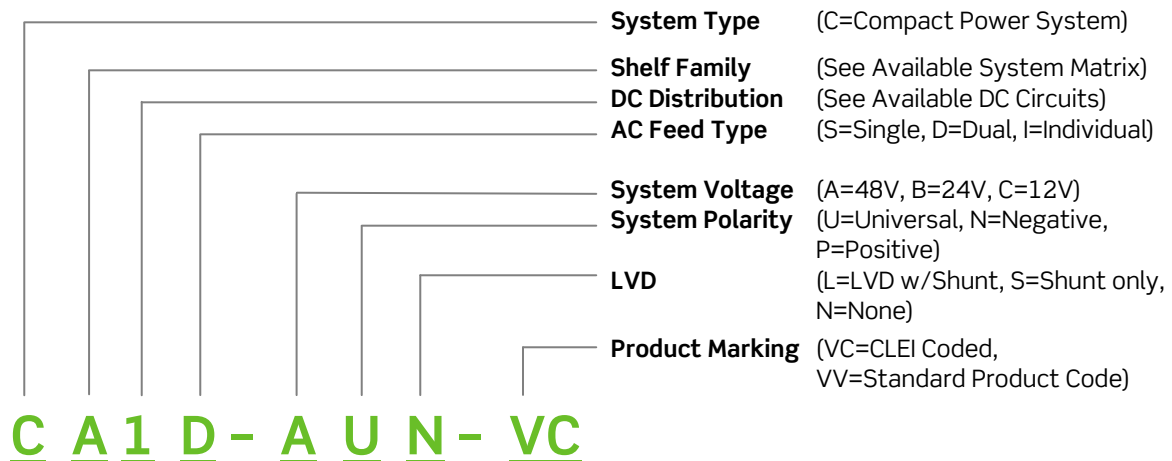 System Type (C=Compact Power System)
Shelf Family (See Available System Matrix)
DC Distribution (See Available DC Circuits)
AC Feed Type (S=Single, D=Dual, I=Individual)
System Voltage (A=48V, B=24V, C=12V)
System Polarity (U=Universal, N=Negative,
P=Positive)
LVD (L=LVD w/Shunt, S=Shunt only,
N=None)
Product Marking (VC=CLEI Coded,
VV=Standard Product Code)
C A 1 D - A U N - VC